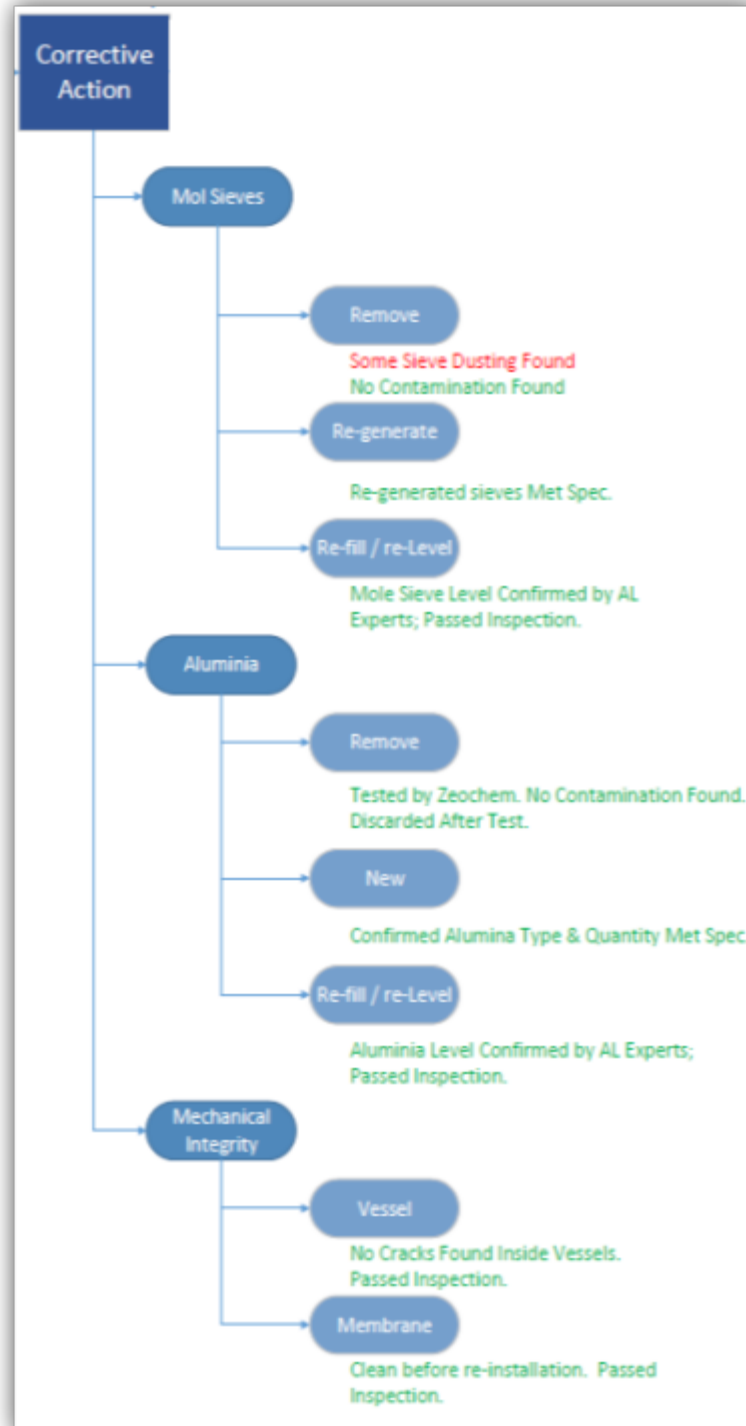 Corrective
Action
Mol Sieves
Remove
Some Sieve Dusting Found
No Contamination Found
Re-generate
Re-generated sieves Met Spec.
Re-fill / re-Level
Mole Sieve Level Confirmed by AL
Experts; Passed Inspection.
Aluminia
Remove
Tested by Zeochem. No Contamination Found.
Discarded After Test.
New
Confirmed Alumina Type & Quantity Met Spec
Re-fill / re-Level
Aluminia Level Confirmed by AL Experts;
Passed Inspection.
Mechanical
Integrity
Vessel
No Cracks Found Inside Vessels.
Passed Inspection.
Membrane
Clean before re-installation. Passed
Inspection.